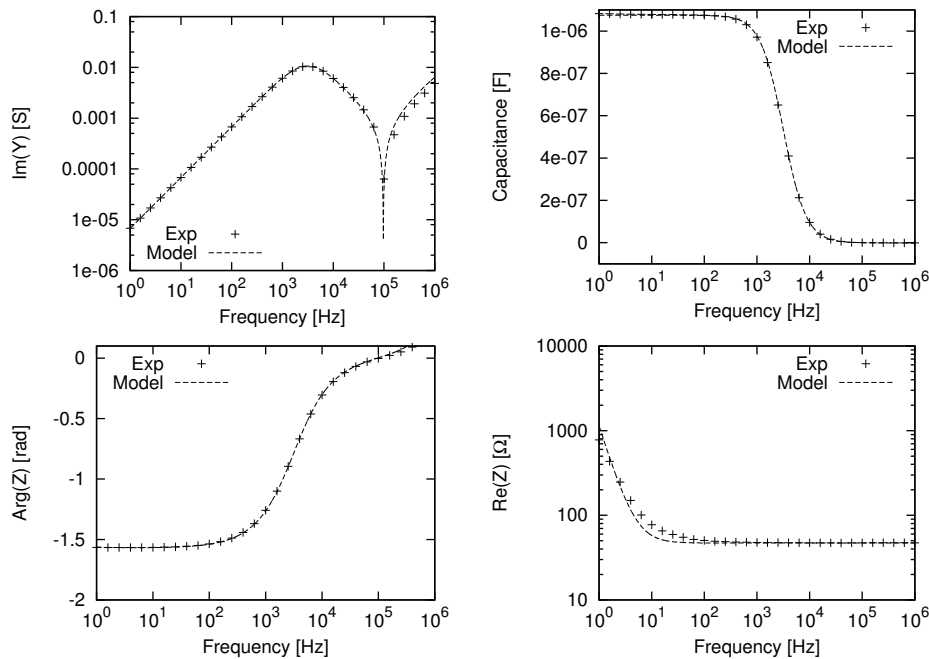 0.1
0.01
0.001
0.0001
1e-05
1e-06
Im(Y) [S]
Exp
Model
10^0 10^1 10^2 10^3 10^4 10^5 10^6
Frequency [Hz]
1e-06
8e-07
6e-07
4e-07
2e-07
0
Capacitance [F]
Exp
Model
10^0 10^1 10^2 10^3 10^4 10^5 10^6
Frequency [Hz]
0
-0.5
-1
-1.5
-2
Arg(Z) [rad]
Exp
Model
10^0 10^1 10^2 10^3 10^4 10^5 10^6
Frequency [Hz]
10000
1000
100
10
Re(Z) [Ω]
Exp
Model
10^0 10^1 10^2 10^3 10^4 10^5 10^6
Frequency [Hz]